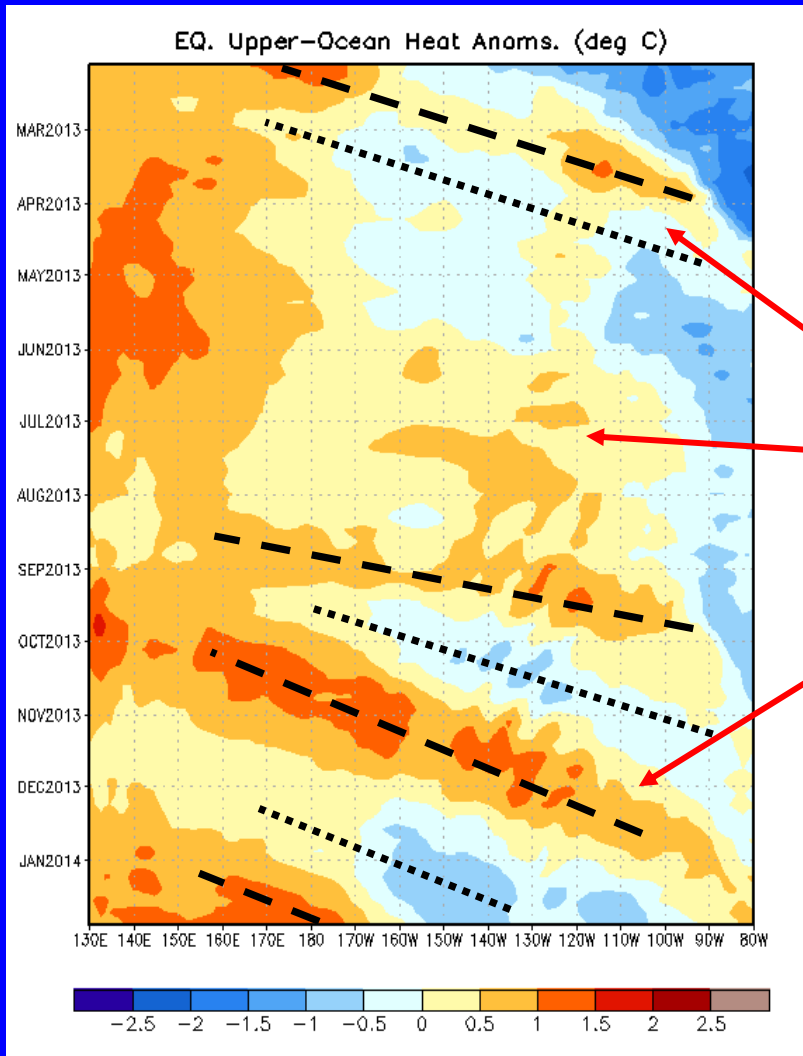 EQ. Upper-Ocean Heat Anoms. (deg C)
MAR2013
APR2013
MAY2013
JUN2013
JUL2013
AUG2013
SEP2013
OCT2013
NOV2013
DEC2013
JAN2014
130E 140E 150E 160E 170E 180 170W 160W 150W 140W 130W 120W 110W 100W 90W 80W
-2.5 -2 -1.5 -1 -0.5 0 0.5 1 1.5 2 2.5